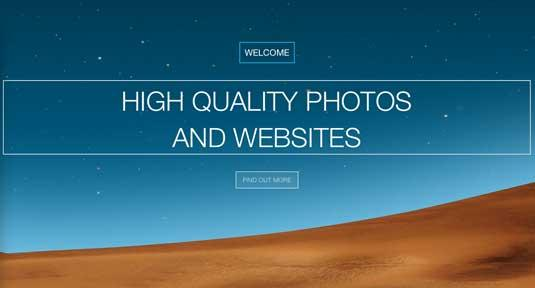 WELCOME
HIGH QUALITY PHOTOS
AND WEBSITES
FIND OUT MORE